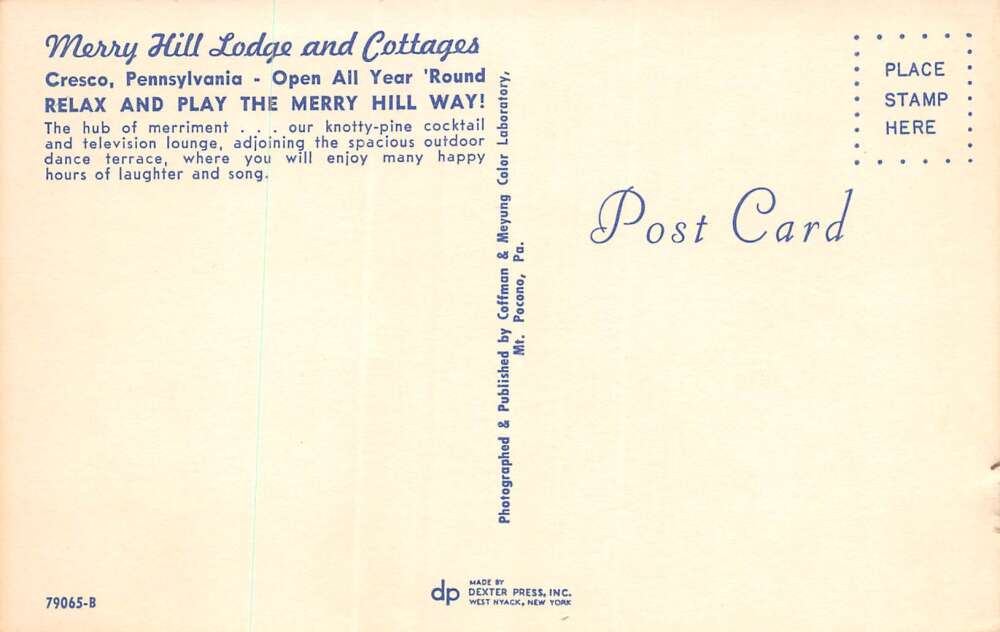 Merry Hill Lodge and Cottages
Cresco, Pennsylvania - Open All Year 'Round
RELAX AND PLAY THE MERRY HILL WAY!
The hub of merriment . . . our knotty-pine cocktail
and television lounge, adjoining the spacious outdoor
dance terrace, where you will enjoy many happy
hours of laughter and song.
79065-B
Photographed & Published by Coffman & Meyung Color Laboratory,
Mt. Pocono, Pa.
dp
MADE BY
DEXTER PRESS, INC.
WEST NYACK, NEW YORK
PLACE
STAMP
HERE
Post Card